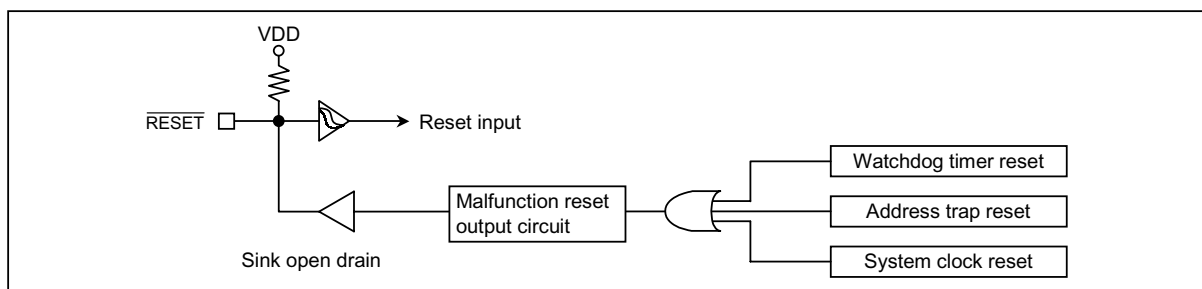 VDD
RESET
Reset input
Watchdog timer reset
Malfunction reset
output circuit
Address trap reset
Sink open drain
System clock reset